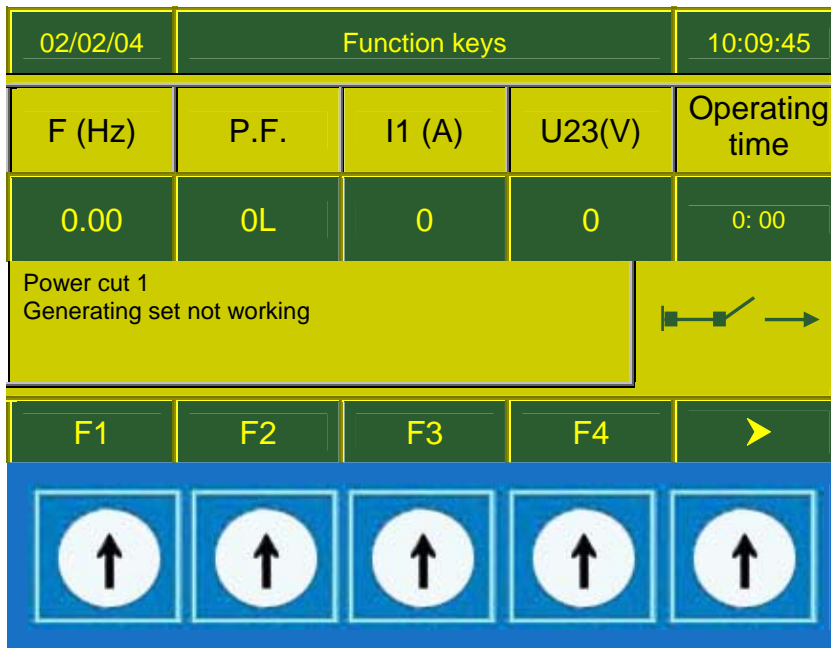 02/02/04 Function keys 10:09:45
F (Hz) P.F. I1 (A) U23(V) Operating time
0.00 0L 0 0 0: 00
Power cut 1
Generating set not working
F1 F2 F3 F4